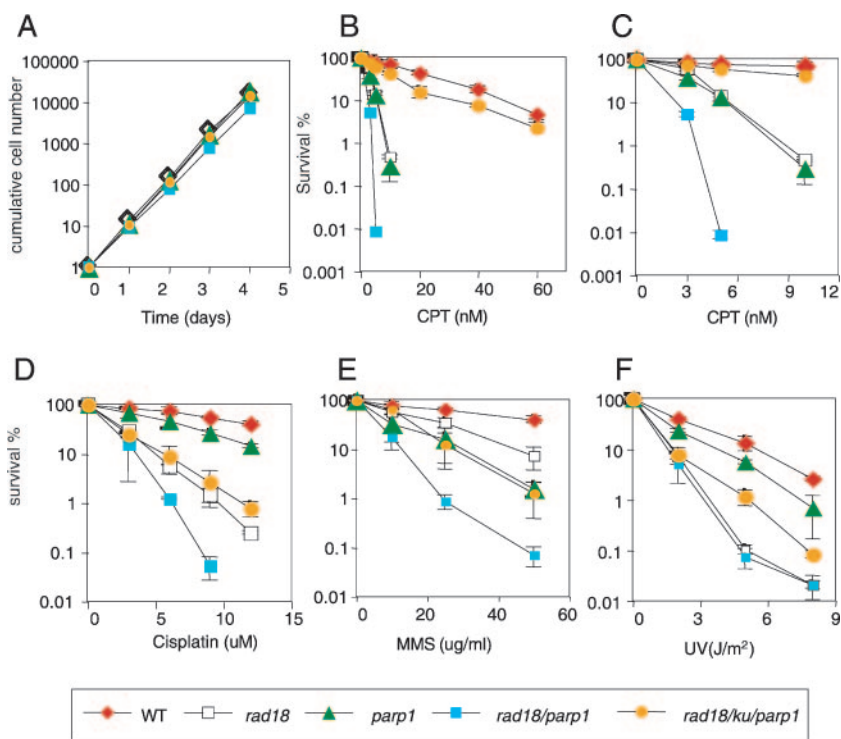 A
cumulative cell number
100000
10000
1000
100
10
1
0 1 2 3 4 5
Time (days)
B
Survival %
100
10
1
0.1
0.01
0.001
0 20 40 60
CPT (nM)
C
100
10
1
0.1
0.01
0.001
0 3 6 9 12
CPT (nM)
D
survival %
100
10
1
0.1
0.01
0 5 10 15
Cisplatin (uM)
E
100
10
1
0.1
0.01
0 20 40 60
MMS (ug/ml)
F
100
10
1
0.1
0.01
0 3 6 9
UV(J/m²)
WT rad18 parp1 rad18/parp1 rad18/ku/parp1